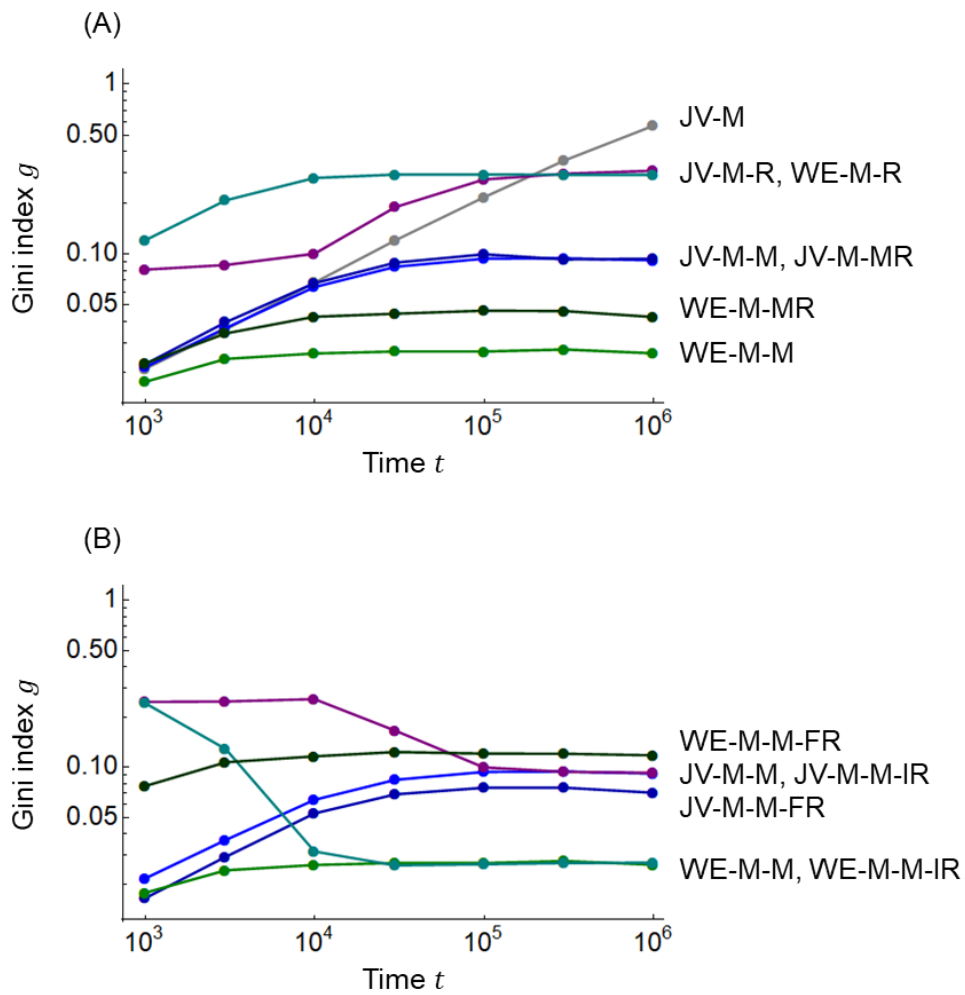 (A)
1
0.50
0.10
0.05
Gini index g
10^3
10^4
10^5
10^6
Time t
JV-M
JV-M-R, WE-M-R
JV-M-M, JV-M-MR
WE-M-MR
WE-M-M
(B)
1
0.50
0.10
0.05
Gini index g
10^3
10^4
10^5
10^6
Time t
WE-M-M-FR
JV-M-M, JV-M-M-IR
JV-M-M-FR
WE-M-M, WE-M-M-IR